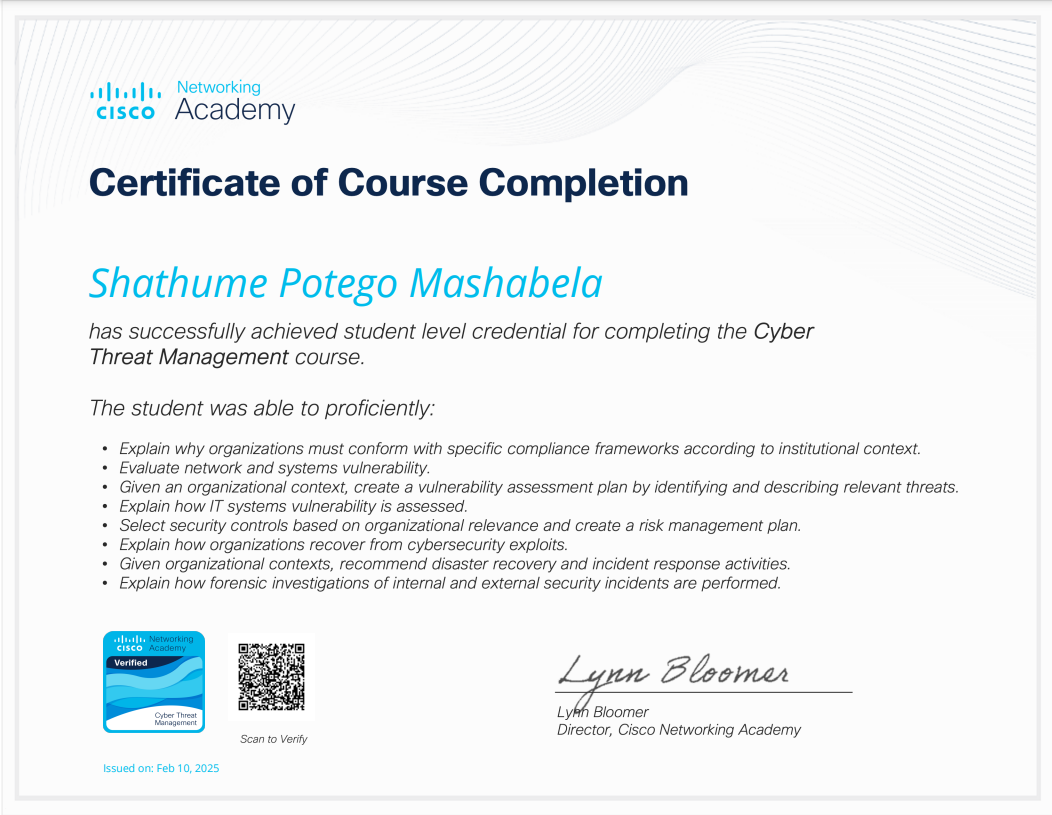 Networking
CISCO Academy
Certificate of Course Completion
Shathume Potego Mashabela
has successfully achieved student level credential for completing the Cyber
Threat Management course.
The student was able to proficiently:
• Explain why organizations must conform with specific compliance frameworks according to institutional context.
• Evaluate network and systems vulnerability.
• Given an organizational context, create a vulnerability assessment plan by identifying and describing relevant threats.
• Explain how IT systems vulnerability is assessed.
• Select security controls based on organizational relevance and create a risk management plan.
• Explain how organizations recover from cybersecurity exploits.
• Given organizational contexts, recommend disaster recovery and incident response activities.
• Explain how forensic investigations of internal and external security incidents are performed.
Networking
CISCO Academy
Verified
Cyber Threat
Management
Scan to Verify
Issued on: Feb 10, 2025
Lynn Bloomer
Lynn Bloomer
Director, Cisco Networking Academy